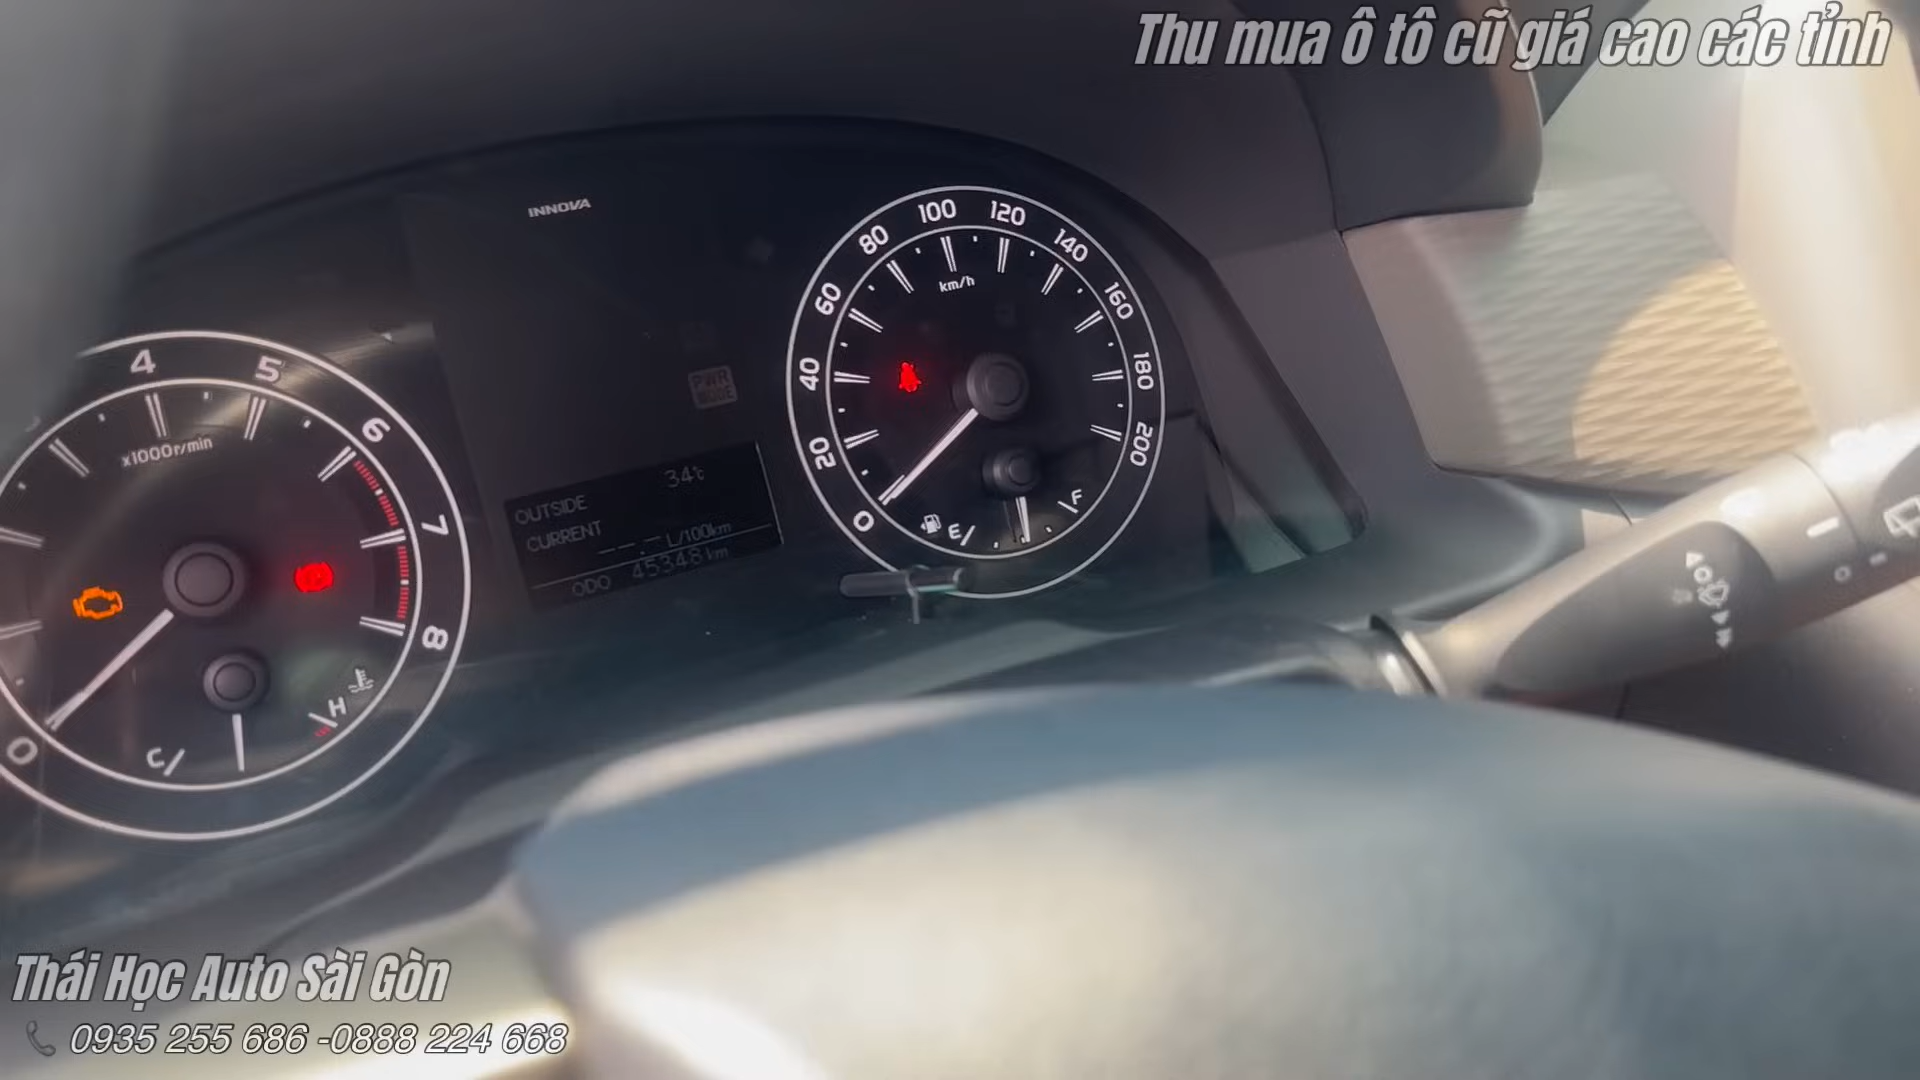 Thu mua ô tô cũ giá cao các tỉnh
INNOVA
80 100 120 140
60 km/h 160
40 180
20 200
0 E F
PWR
MODE
4 5 6 7 8
x1000r/min
0 C H
OUTSIDE 34°C
CURRENT --.- L/100km
ODO 45348 km
Thái Học Auto Sài Gòn
0935 255 686 -0888 224 668